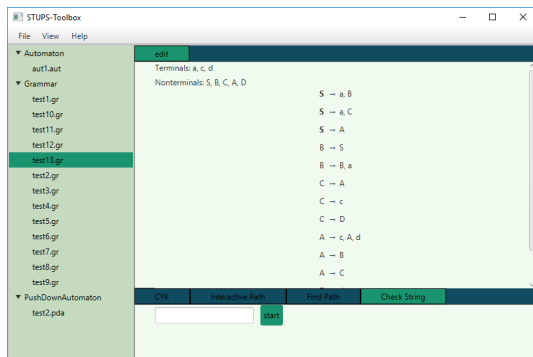 STUPS-Toolbox
File View Help
Automaton
aut1.aut
Grammar
test1.gr
test10.gr
test11.gr
test12.gr
test13.gr
test2.gr
test3.gr
test4.gr
test5.gr
test6.gr
test7.gr
test8.gr
test9.gr
PushDownAutomaton
test2.pda
edit
Terminals: a, c, d
Nonterminals: S, B, C, A, D
S → a, B
S → a, C
S → A
B → S
B → B, a
C → A
C → c
C → D
A → c, A, d
A → B
A → C
CYK Interactive Path Find Path Check String
start